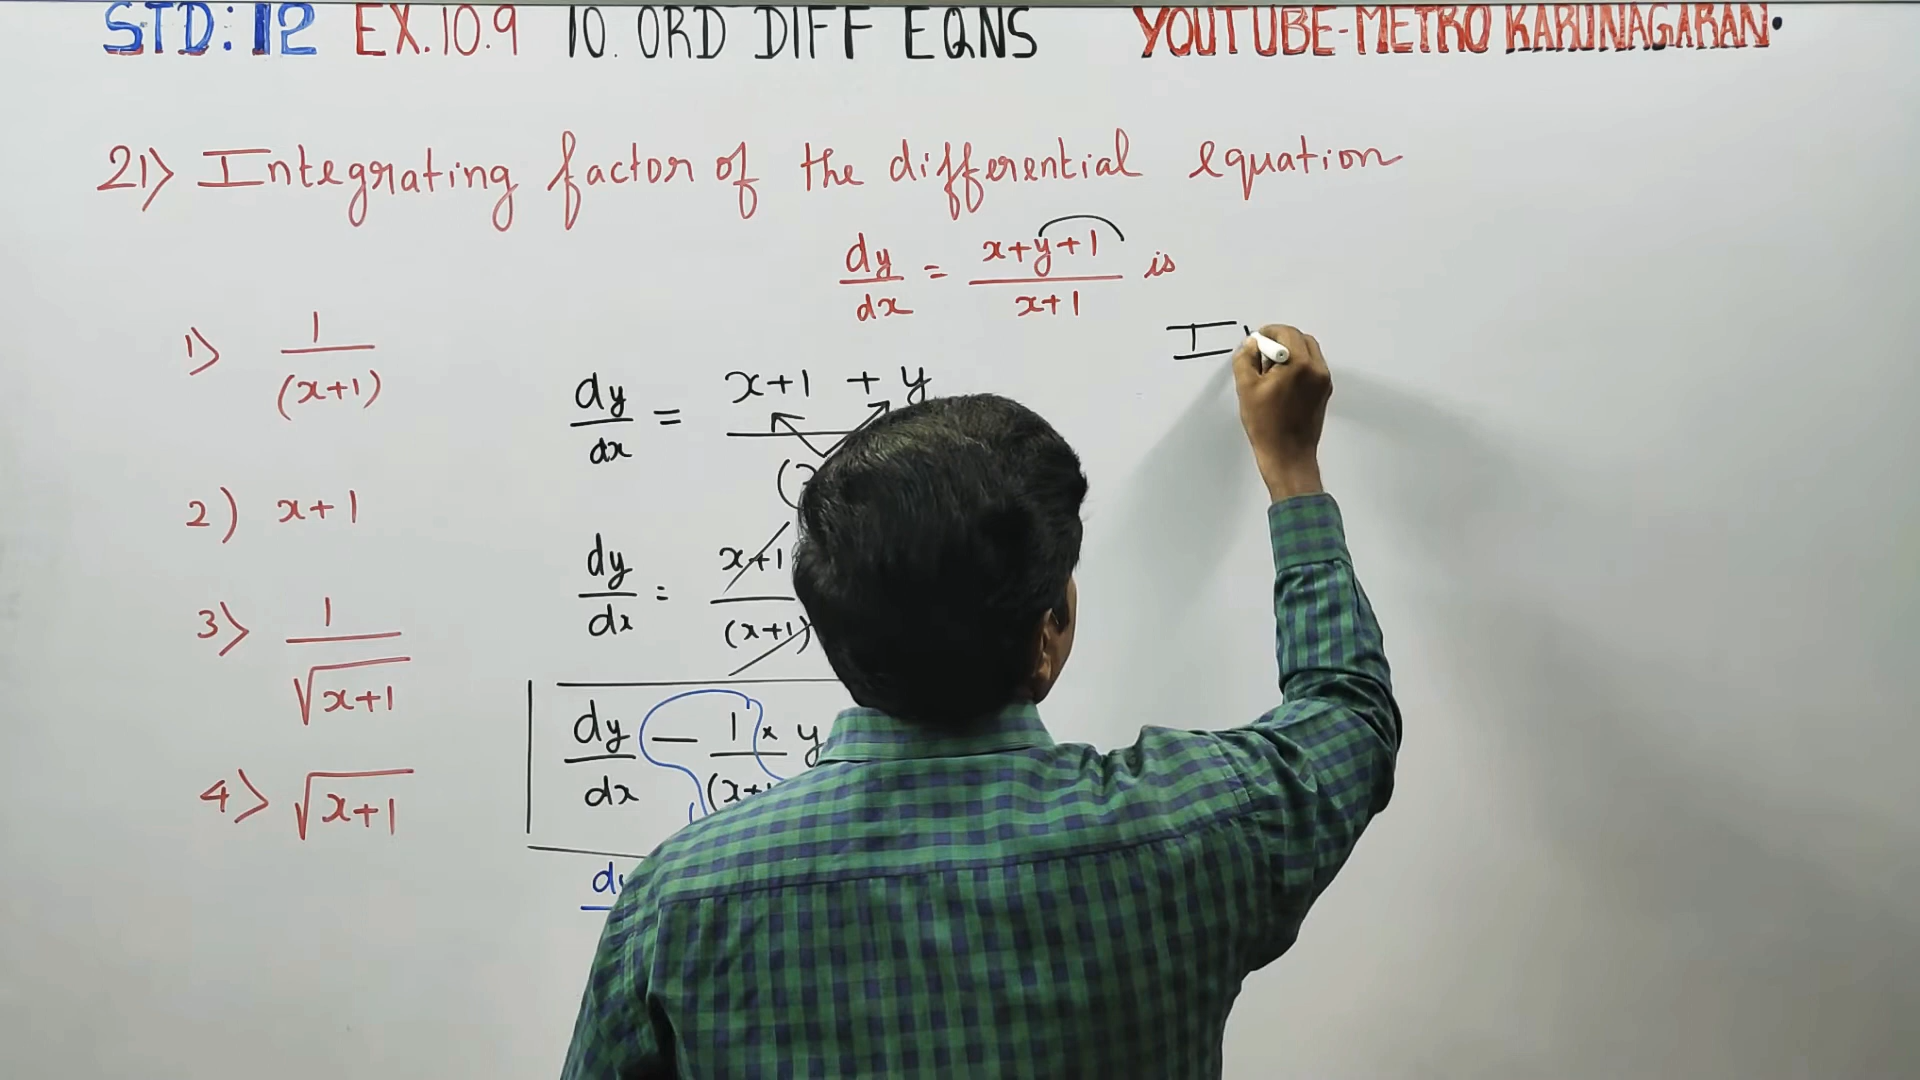 STD: 12 EX.10.9 10. ORD DIFF EQNS YOUTUBE-METRO KARUNAGARAN.
21) Integrating factor of the differential equation
dy/dx = x+y+1/x+1 is
1) 1/(x+1)
2) x+1
3) 1/√x+1
4) √x+1
dy/dx = x+1 + y
dy/dx = x+1/(x+1)
dy/dx - 1/(x+ × y
I